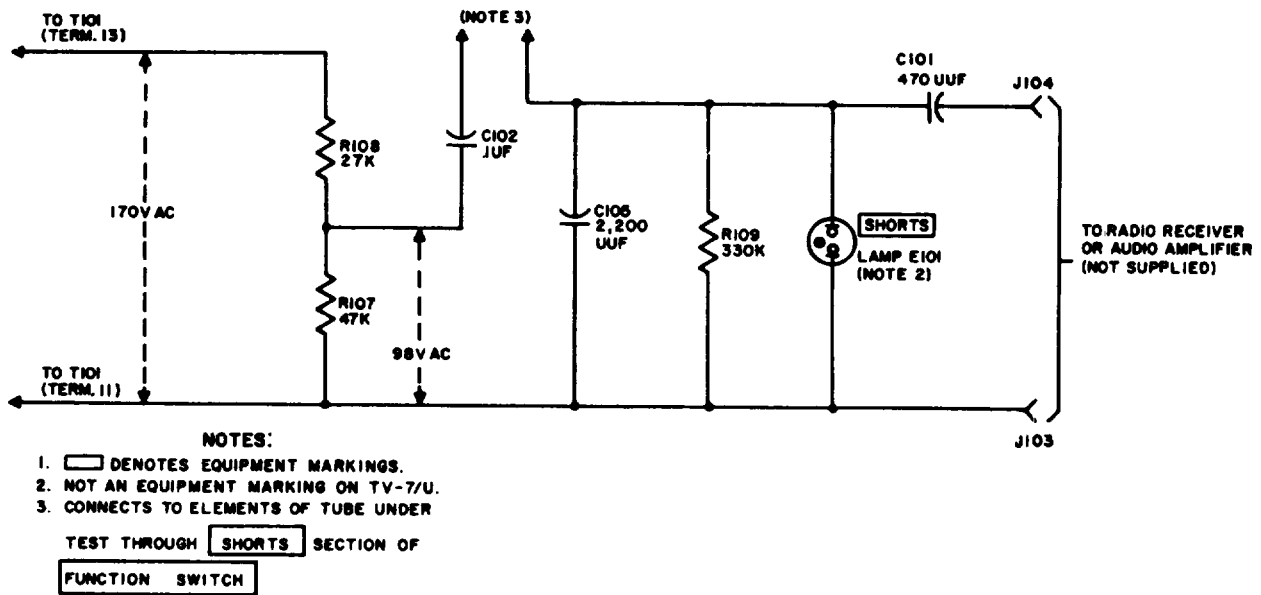 TO T101
(TERM. 13)
(NOTE 3)
C101
470 UUF
J104
R108
27K
C102
.1UF
170V AC
C105
2,200
UUF
R109
330K
SHORTS
LAMP E101
(NOTE 2)
TO RADIO RECEIVER
OR AUDIO AMPLIFIER
(NOT SUPPLIED)
R107
47K
98V AC
TO T101
(TERM. 11)
J103
NOTES:
1. DENOTES EQUIPMENT MARKINGS.
2. NOT AN EQUIPMENT MARKING ON TV-7/U.
3. CONNECTS TO ELEMENTS OF TUBE UNDER
TEST THROUGH SHORTS SECTION OF
FUNCTION SWITCH